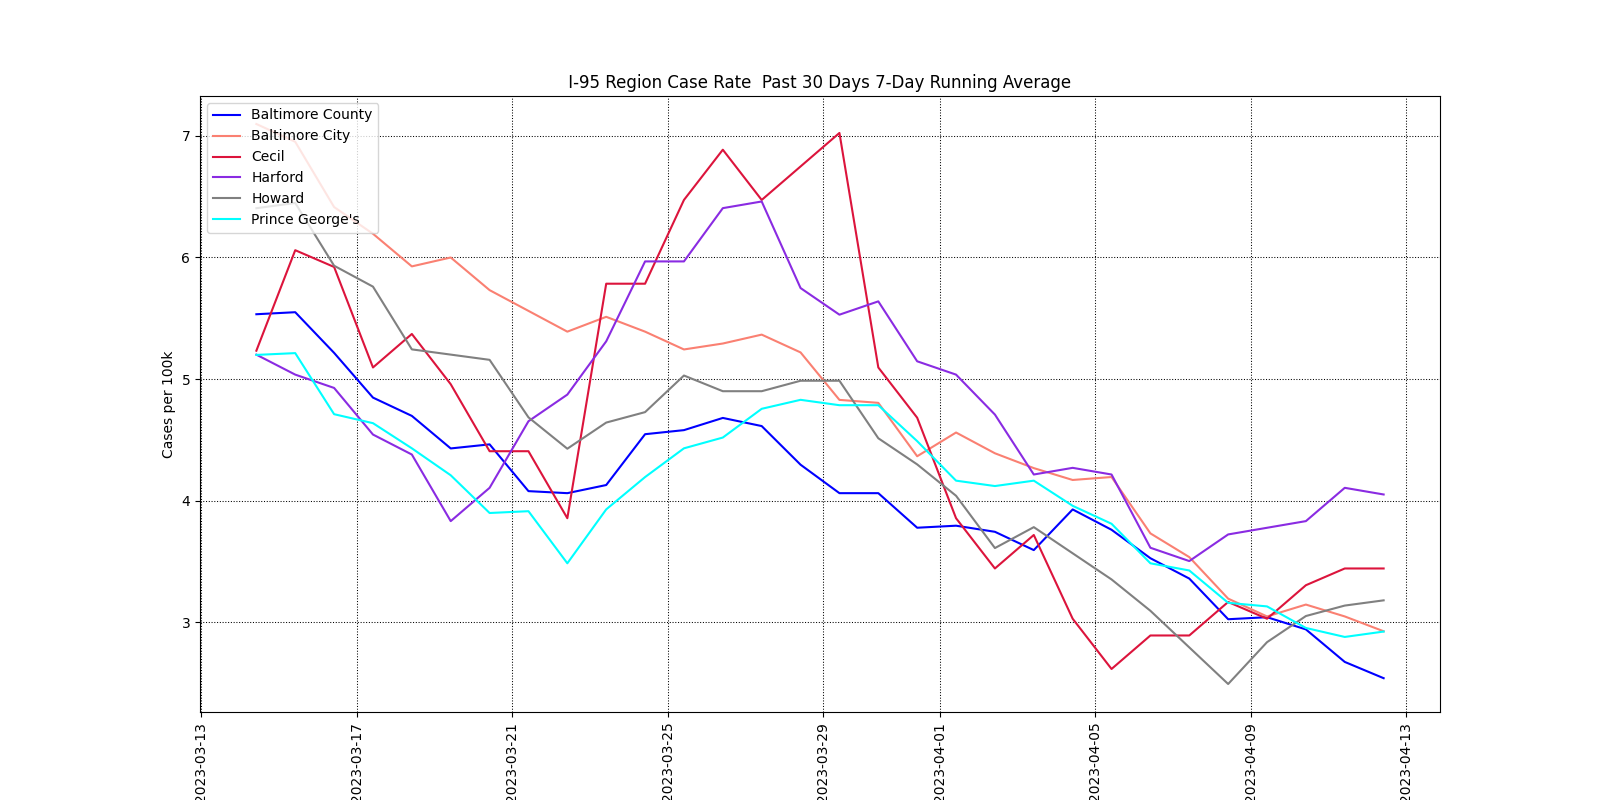 I-95 Region Case Rate  Past 30 Days 7-Day Running Average
Baltimore County
Baltimore City
Cecil
Harford
Howard
Prince George's
Cases per 100k
7
6
5
4
3
2023-03-13
2023-03-17
2023-03-21
2023-03-25
2023-03-29
2023-04-01
2023-04-05
2023-04-09
2023-04-13